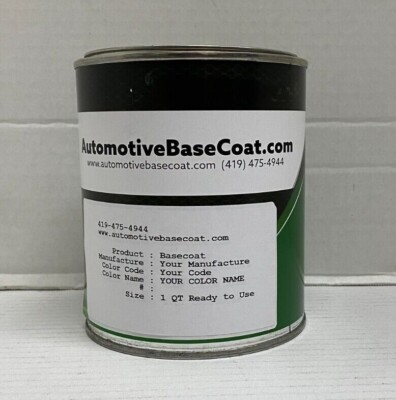 AutomotiveBaseCoat.com
www.automotivebasecoat.com (419) 475-4944
419-475-4944
www.automotivebasecoat.com
Product : Basecoat
Manufacture : Your Manufacture
Color Code : Your Code
Color Name : YOUR COLOR NAME
# :
Size : 1 QT Ready to Use